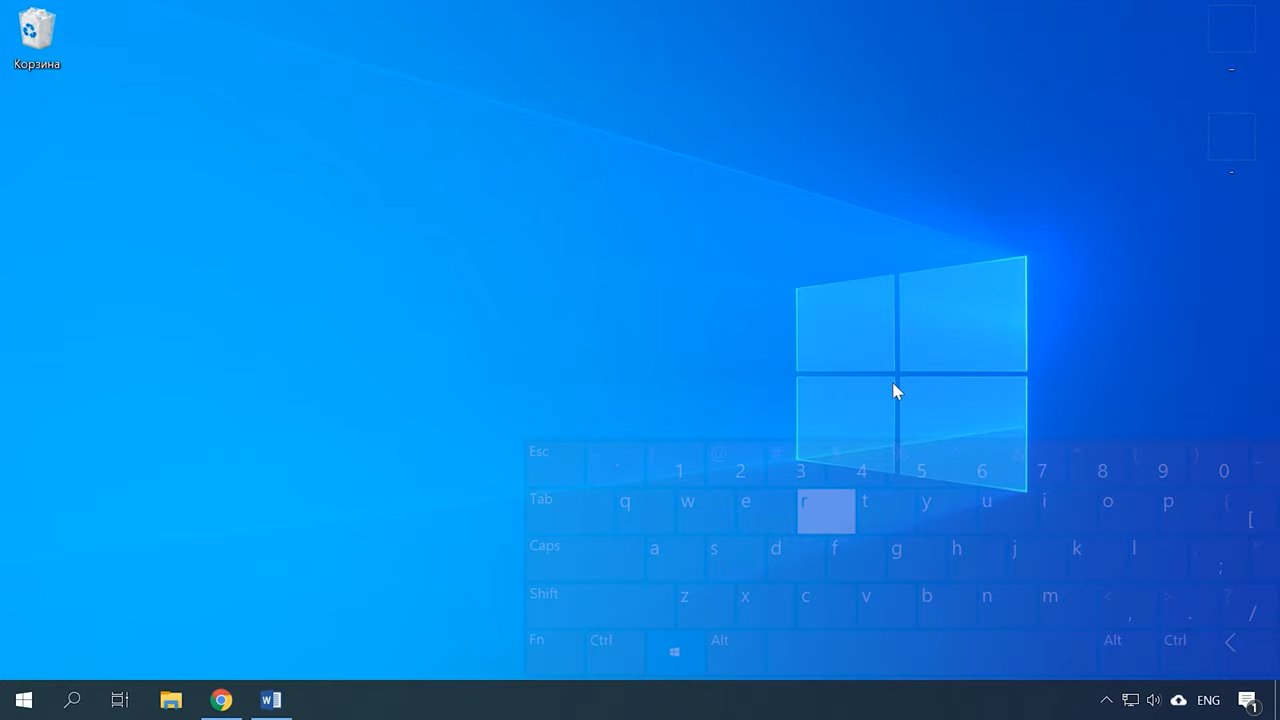 Корзина
-
-
Esc @ # $ % ^ ( )
` 1 2 3 4 5 6 7 8 9 0
Tab q w e r t y u i o p {
[
Caps a s d f g h j k l
;
Shift z x c v b n m < > ?
, . /
Fn Ctrl Alt Alt Ctrl
W
ENG
1